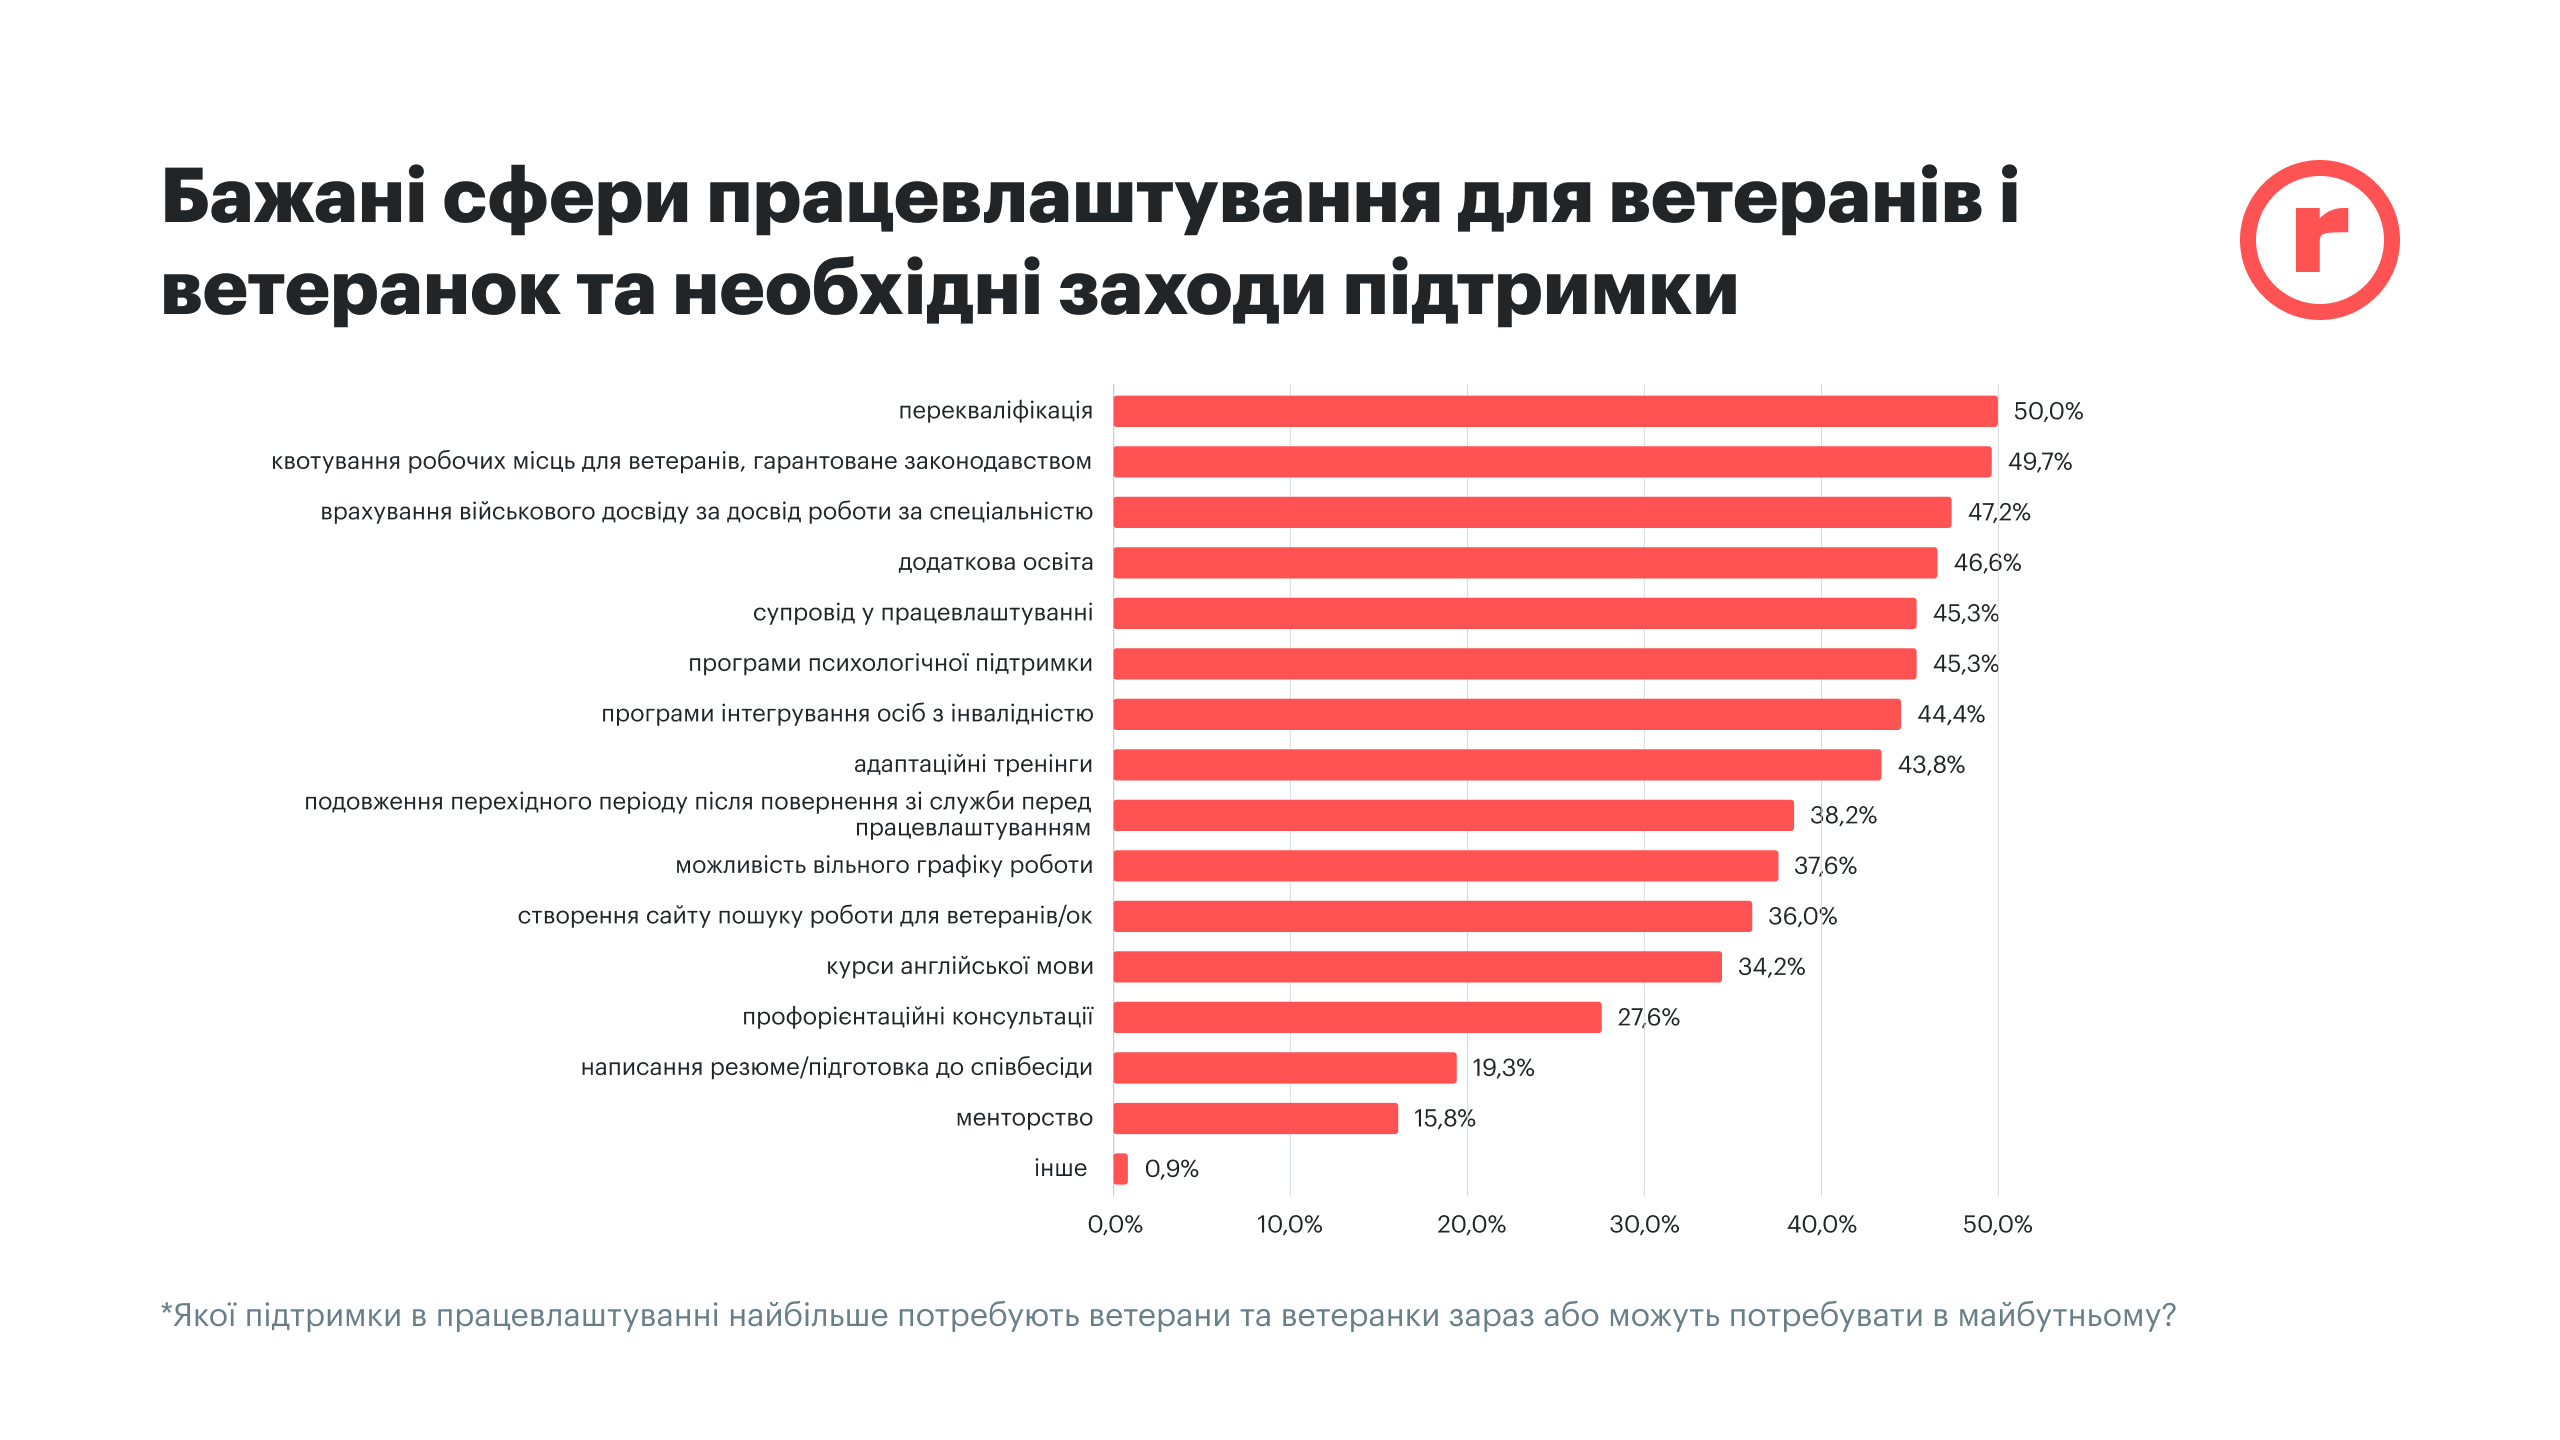 Бажані сфери працевлаштування для ветеранів і
ветеранок та необхідні заходи підтримки
r
перекваліфікація 50,0%
квотування робочих місць для ветеранів, гарантоване законодавством 49,7%
врахування військового досвіду за досвід роботи за спеціальністю 47,2%
додаткова освіта 46,6%
супровід у працевлаштуванні 45,3%
програми психологічної підтримки 45,3%
програми інтегрування осіб з інвалідністю 44,4%
адаптаційні тренінги 43,8%
подовження перехідного періоду після повернення зі служби перед
працевлаштуванням 38,2%
можливість вільного графіку роботи 37,6%
створення сайту пошуку роботи для ветеранів/ок 36,0%
курси англійської мови 34,2%
профорієнтаційні консультації 27,6%
написання резюме/підготовка до співбесіди 19,3%
менторство 15,8%
інше 0,9%
0,0% 10,0% 20,0% 30,0% 40,0% 50,0%
*Якої підтримки в працевлаштуванні найбільше потребують ветерани та ветеранки зараз або можуть потребувати в майбутньому?